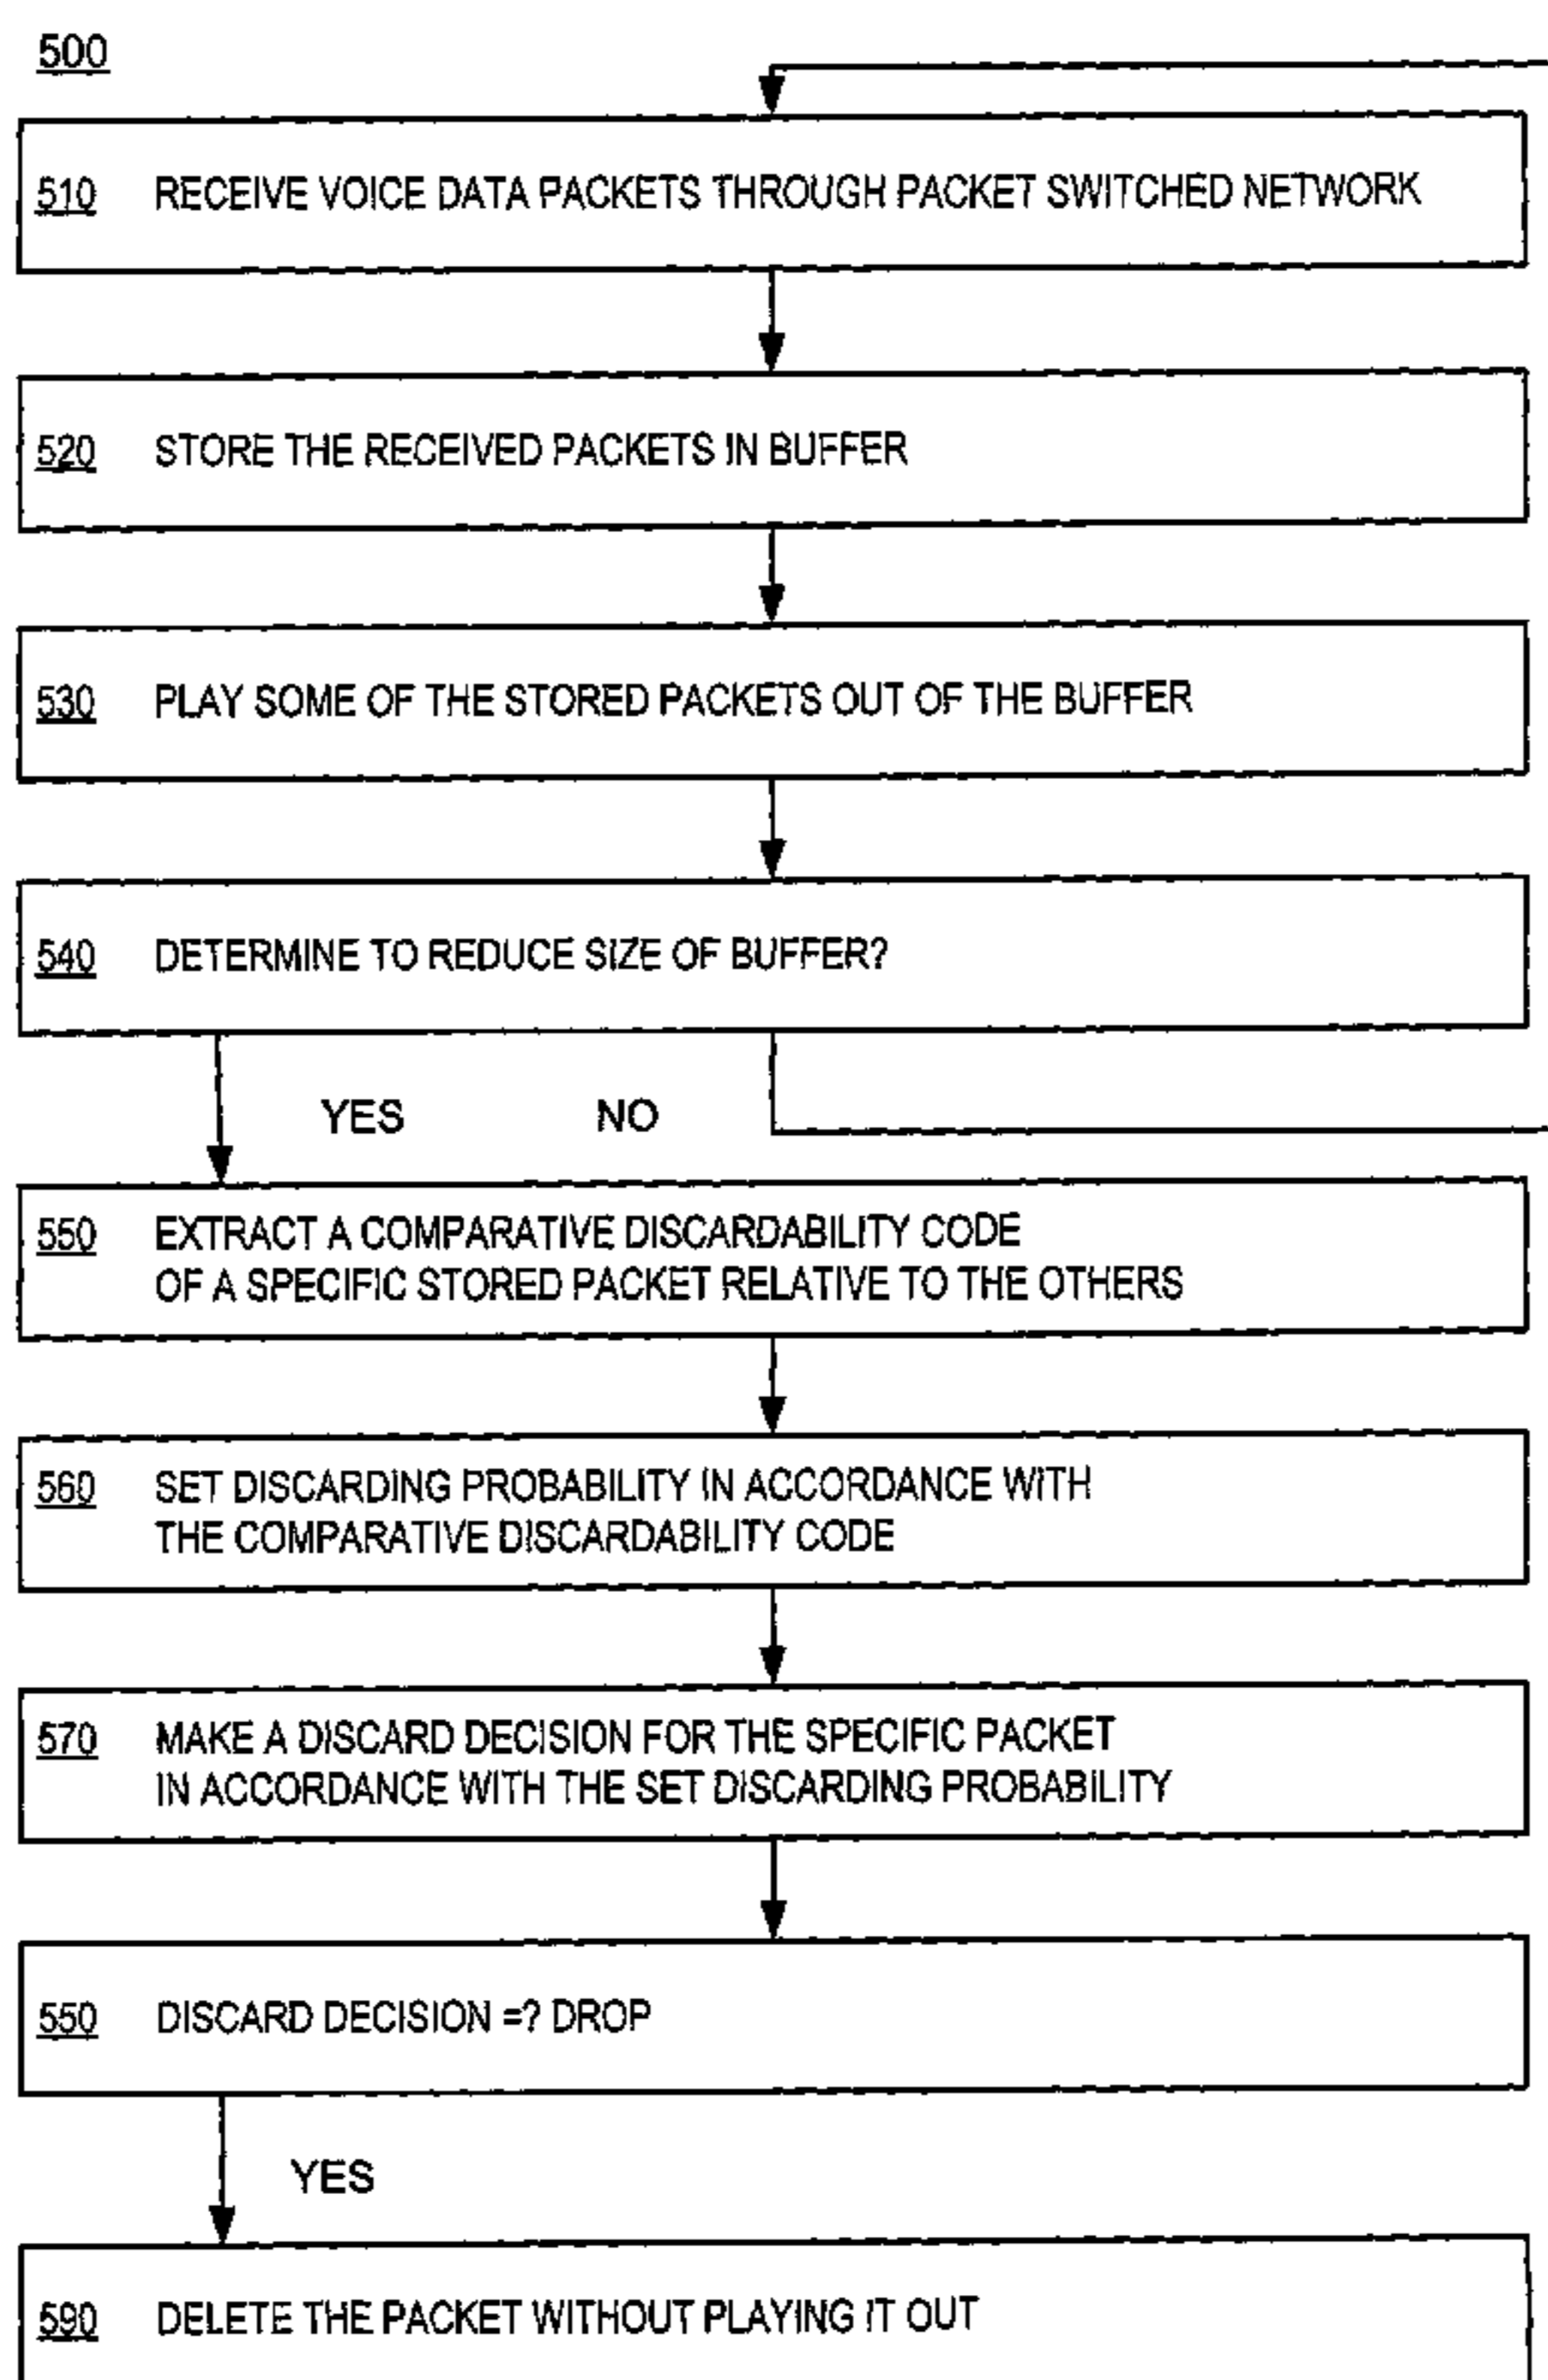 500
510 RECEIVE VOICE DATA PACKETS THROUGH PACKET SWITCHED NETWORK
520 STORE THE RECEIVED PACKETS IN BUFFER
530 PLAY SOME OF THE STORED PACKETS OUT OF THE BUFFER
540 DETERMINE TO REDUCE SIZE OF BUFFER?
YES NO
550 EXTRACT A COMPARATIVE DISCARDABILITY CODE
OF A SPECIFIC STORED PACKET RELATIVE TO THE OTHERS
560 SET DISCARDING PROBABILITY IN ACCORDANCE WITH
THE COMPARATIVE DISCARDABILITY CODE
570 MAKE A DISCARD DECISION FOR THE SPECIFIC PACKET
IN ACCORDANCE WITH THE SET DISCARDING PROBABILITY
550 DISCARD DECISION =? DROP
YES
590 DELETE THE PACKET WITHOUT PLAYING IT OUT